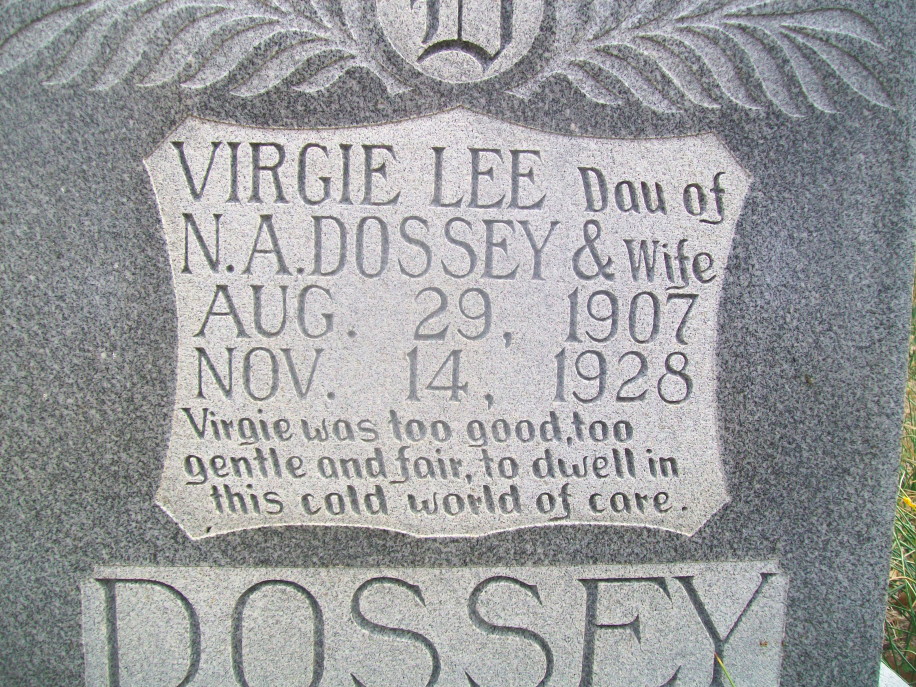 D
VIRGIE LEE Dau of
N.A. DOSSEY & Wife
AUG. 29, 1907
NOV. 14, 1928
Virgie was too good, too
gentle and fair, to dwell in
this cold world of care.
DOSSEY